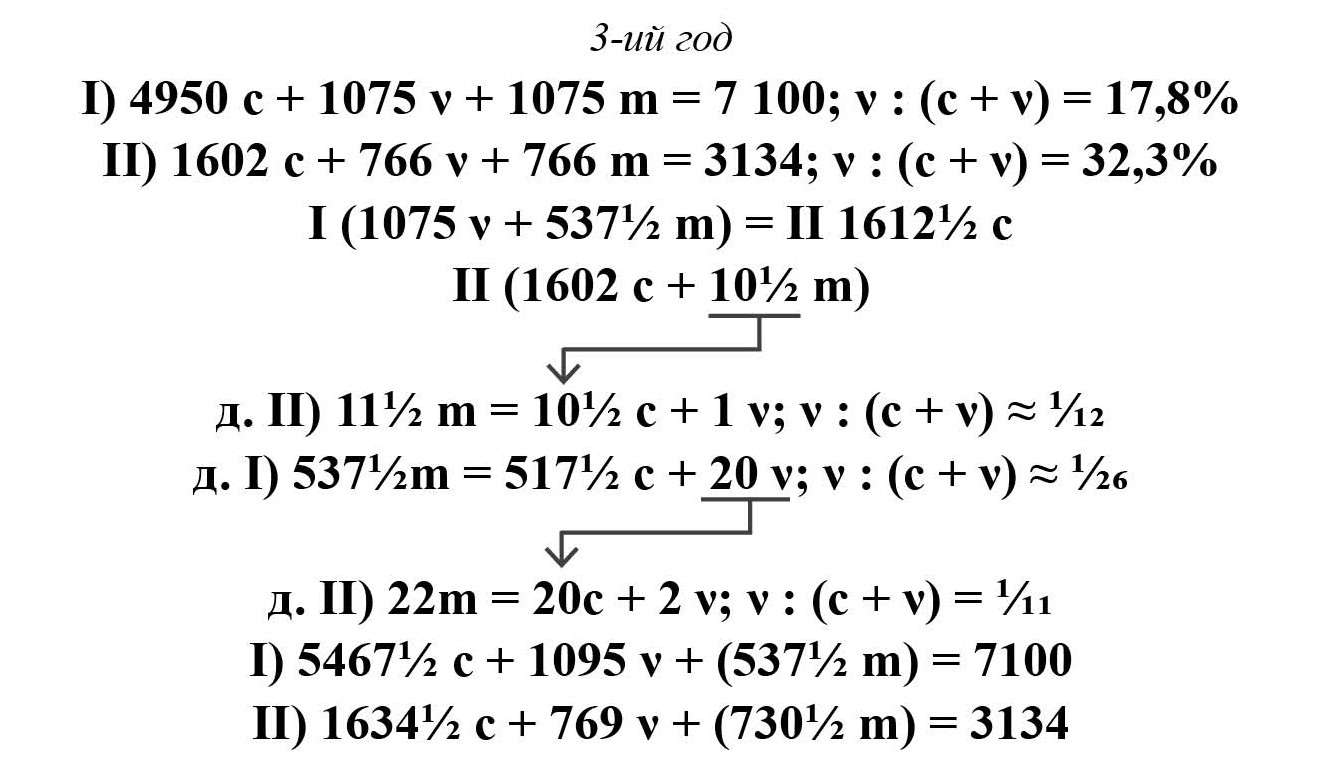 3-ий год
I) 4950 c + 1075 v + 1075 m = 7 100; v : (c + v) = 17,8%
II) 1602 c + 766 v + 766 m = 3134; v : (c + v) = 32,3%
I (1075 v + 537½ m) = II 1612½ c
II (1602 c + 10½ m)
д. II) 11½ m = 10½ c + 1 v; v : (c + v) ≈ ¹⁄₁₂
д. I) 537½m = 517½ c + 20 v; v : (c + v) ≈ ¹⁄₂₆
д. II) 22m = 20c + 2 v; v : (c + v) = ¹⁄₁₁
I) 5467½ c + 1095 v + (537½ m) = 7100
II) 1634½ c + 769 v + (730½ m) = 3134